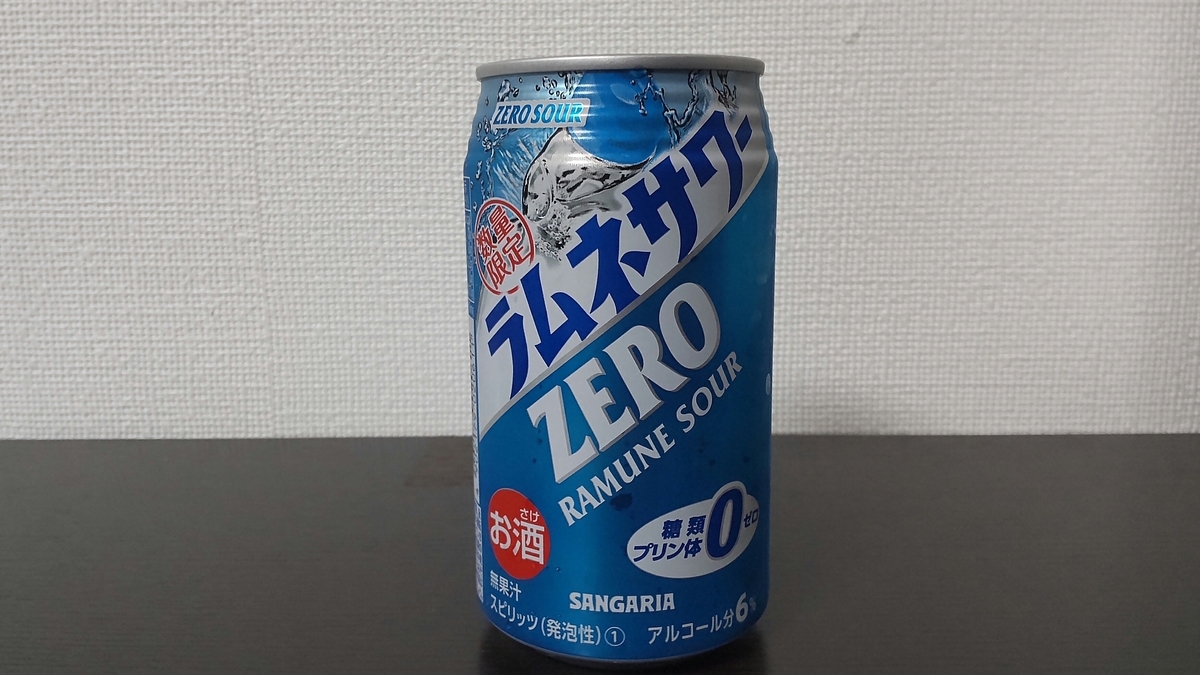 ZERO SOUR
数量
限定
ラムネサワー
ZERO
RAMUNE SOUR
さけ
お酒
糖類
プリン体
0
ゼロ
無果汁
スピリッツ(発泡性)①
SANGARIA
アルコール分6%